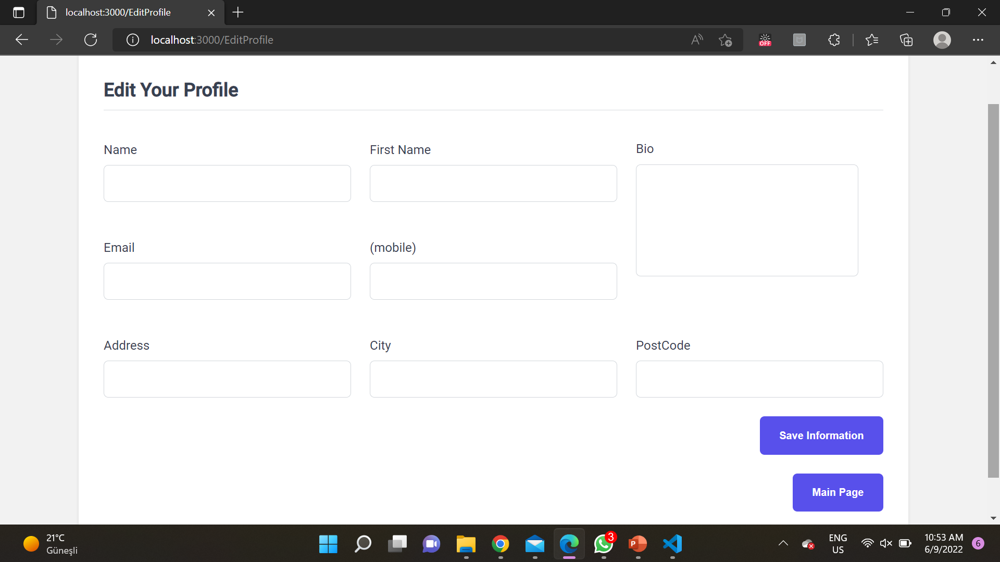 localhost:3000/EditProfile
localhost:3000/EditProfile
OFF
Edit Your Profile
Name
First Name
Bio
Email
(mobile)
Address
City
PostCode
Save Information
Main Page
21°C
Güneşli
3
P
ENG
US
10:53 AM
6/9/2022
6